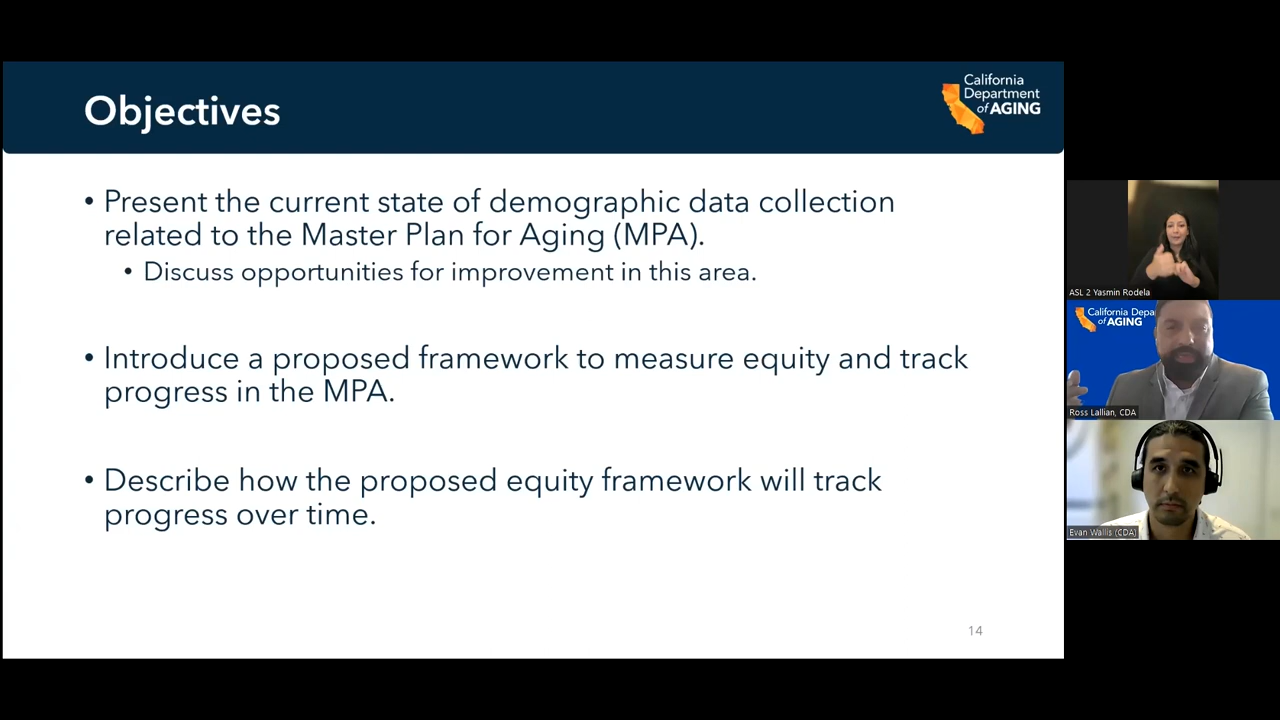 Objectives
California
Department
of AGING
• Present the current state of demographic data collection
related to the Master Plan for Aging (MPA).
• Discuss opportunities for improvement in this area.
• Introduce a proposed framework to measure equity and track
progress in the MPA.
• Describe how the proposed equity framework will track
progress over time.
14
ASL 2 Yasmin Rodela
California Depa
of AGING
Ross Lallian, CDA
Evan Wallis (CDA)